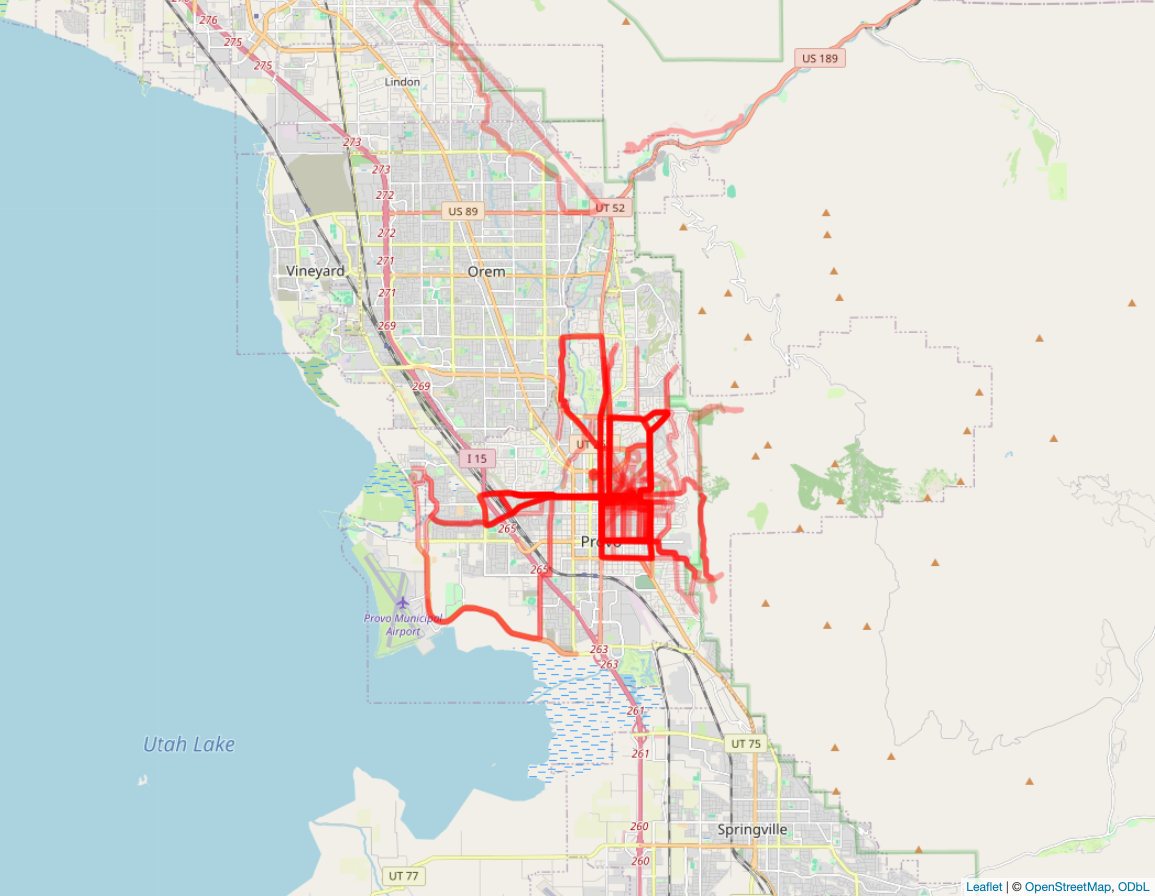 276
275
275
US 189
Lindon
273
273
272
UT 52
US 89
272
271
Vineyard
Orem
271
269
269
UT
I 15
265
Provo
265
Provo Municipal
Airport
263
263
261
Utah Lake
UT 75
261
260
Springville
260
UT 77
Leaflet | © OpenStreetMap, ODbL